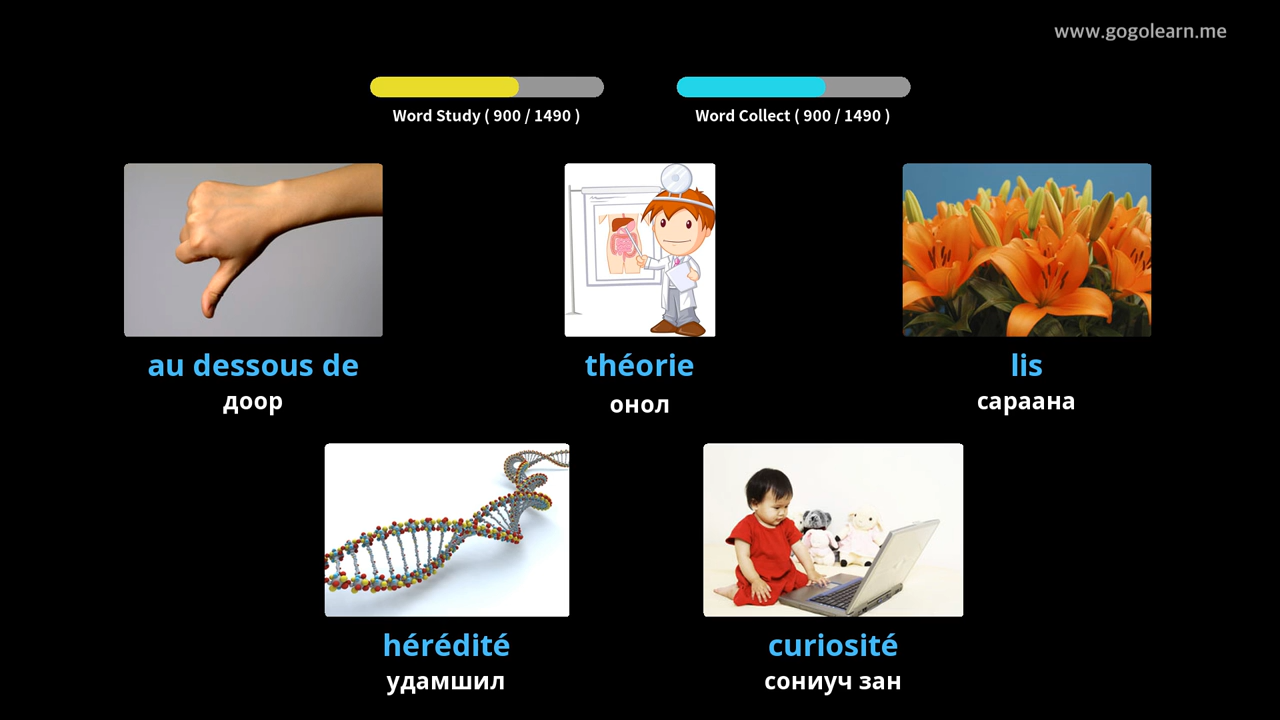 www.gogolearn.me
Word Study ( 900 / 1490 )
Word Collect ( 900 / 1490 )
au dessous de
доор
théorie
онол
lis
сараана
hérédité
удамшил
curiosité
сониуч зан